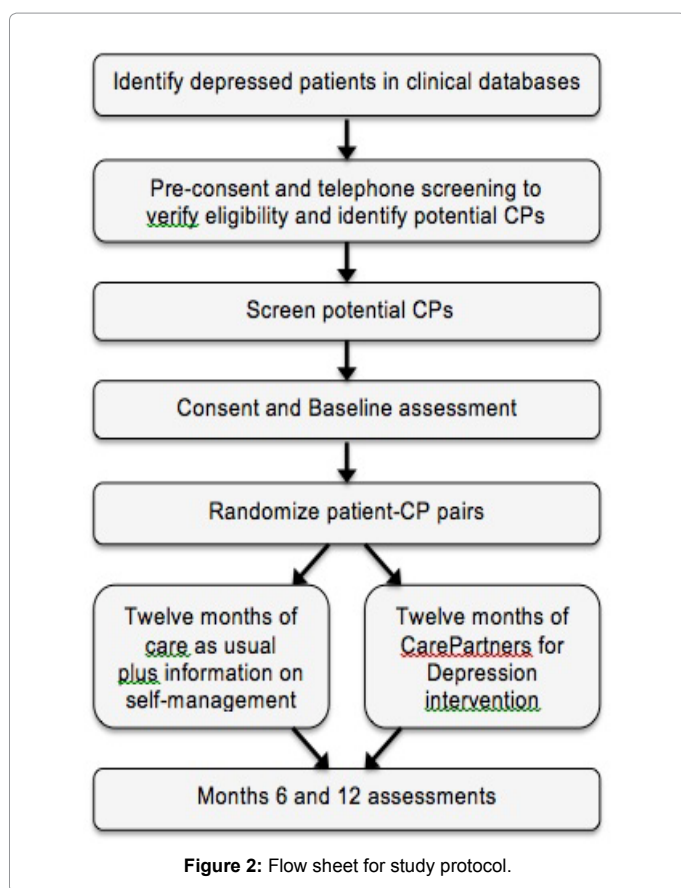 Identify depressed patients in clinical databases
Pre-consent and telephone screening to
verify eligibility and identify potential CPs
Screen potential CPs
Consent and Baseline assessment
Randomize patient-CP pairs
Twelve months of
care as usual
plus information on
self-management
Twelve months of
CarePartners for
Depression
intervention
Months 6 and 12 assessments
Figure 2: Flow sheet for study protocol.